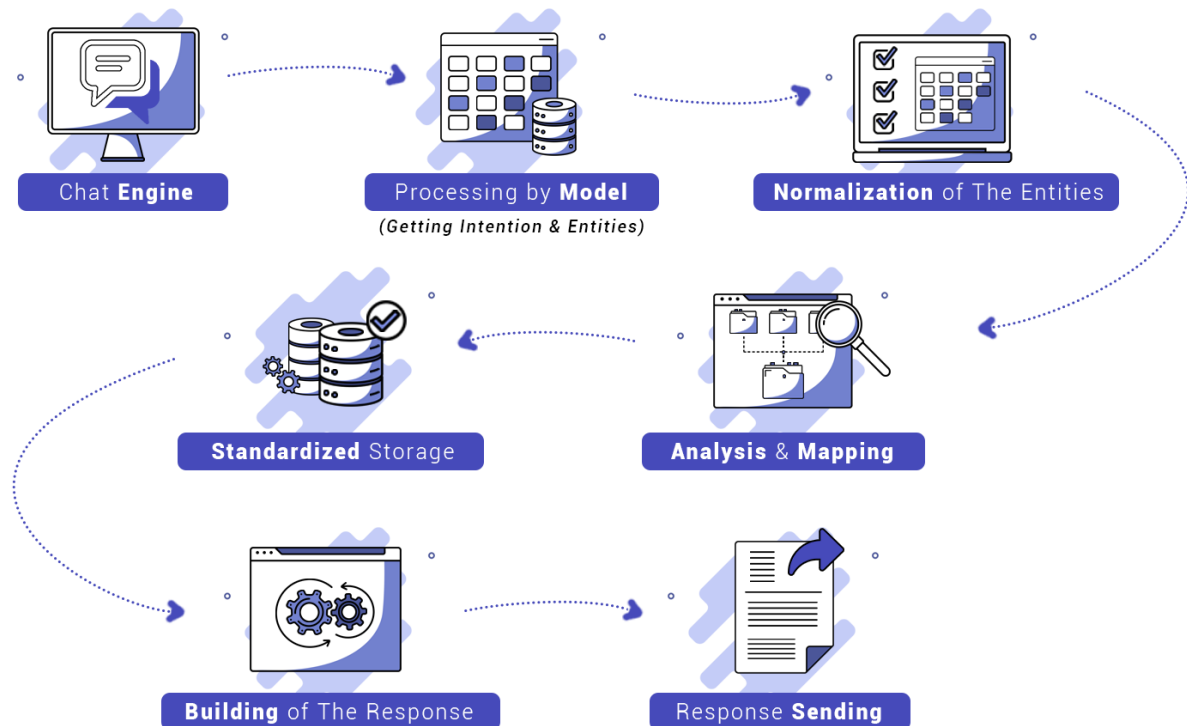 Chat Engine
Processing by Model
(Getting Intention & Entities)
Normalization of The Entities
Standardized Storage
Analysis & Mapping
Building of The Response
Response Sending